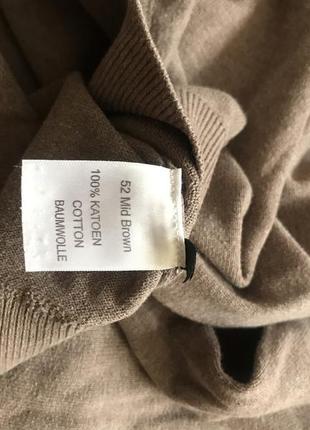 52 Mid Brown
100% KATOEN
COTTON
BAUMWOLLE